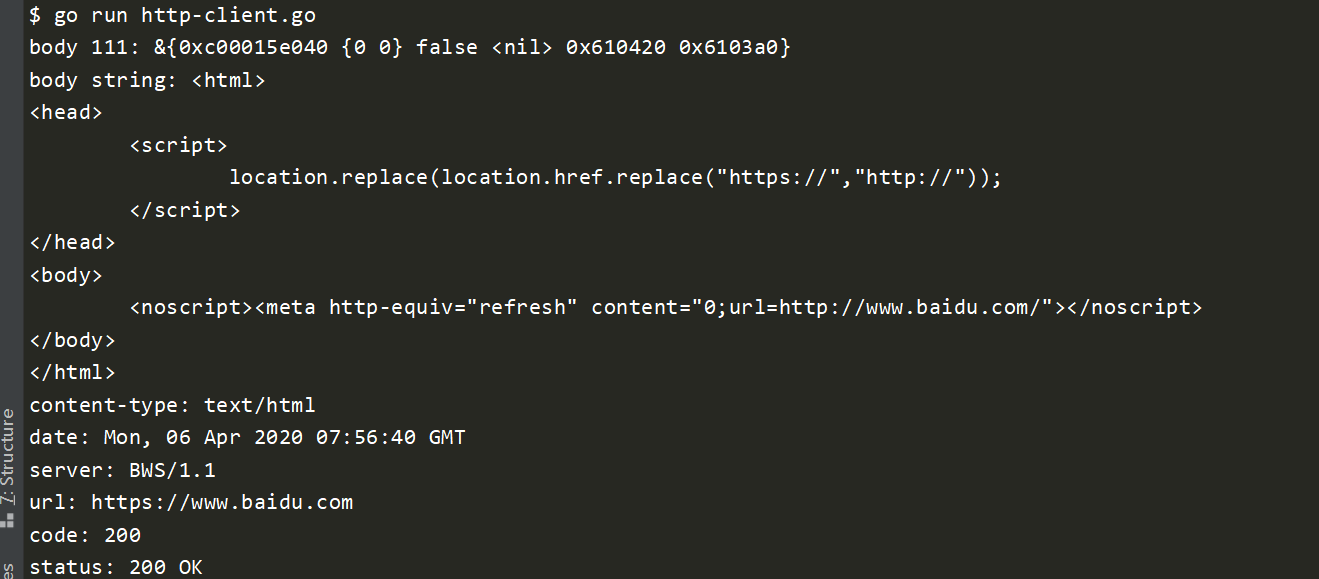 $ go run http-client.go
body 111: &{0xc00015e040 {0 0} false <nil> 0x610420 0x6103a0}
body string: <html>
<head>
        <script>
                location.replace(location.href.replace("https://","http://"));
        </script>
</head>
<body>
        <noscript><meta http-equiv="refresh" content="0;url=http://www.baidu.com/"></noscript>
</body>
</html>
content-type: text/html
date: Mon, 06 Apr 2020 07:56:40 GMT
server: BWS/1.1
url: https://www.baidu.com
code: 200
status: 200 OK
7: Structure